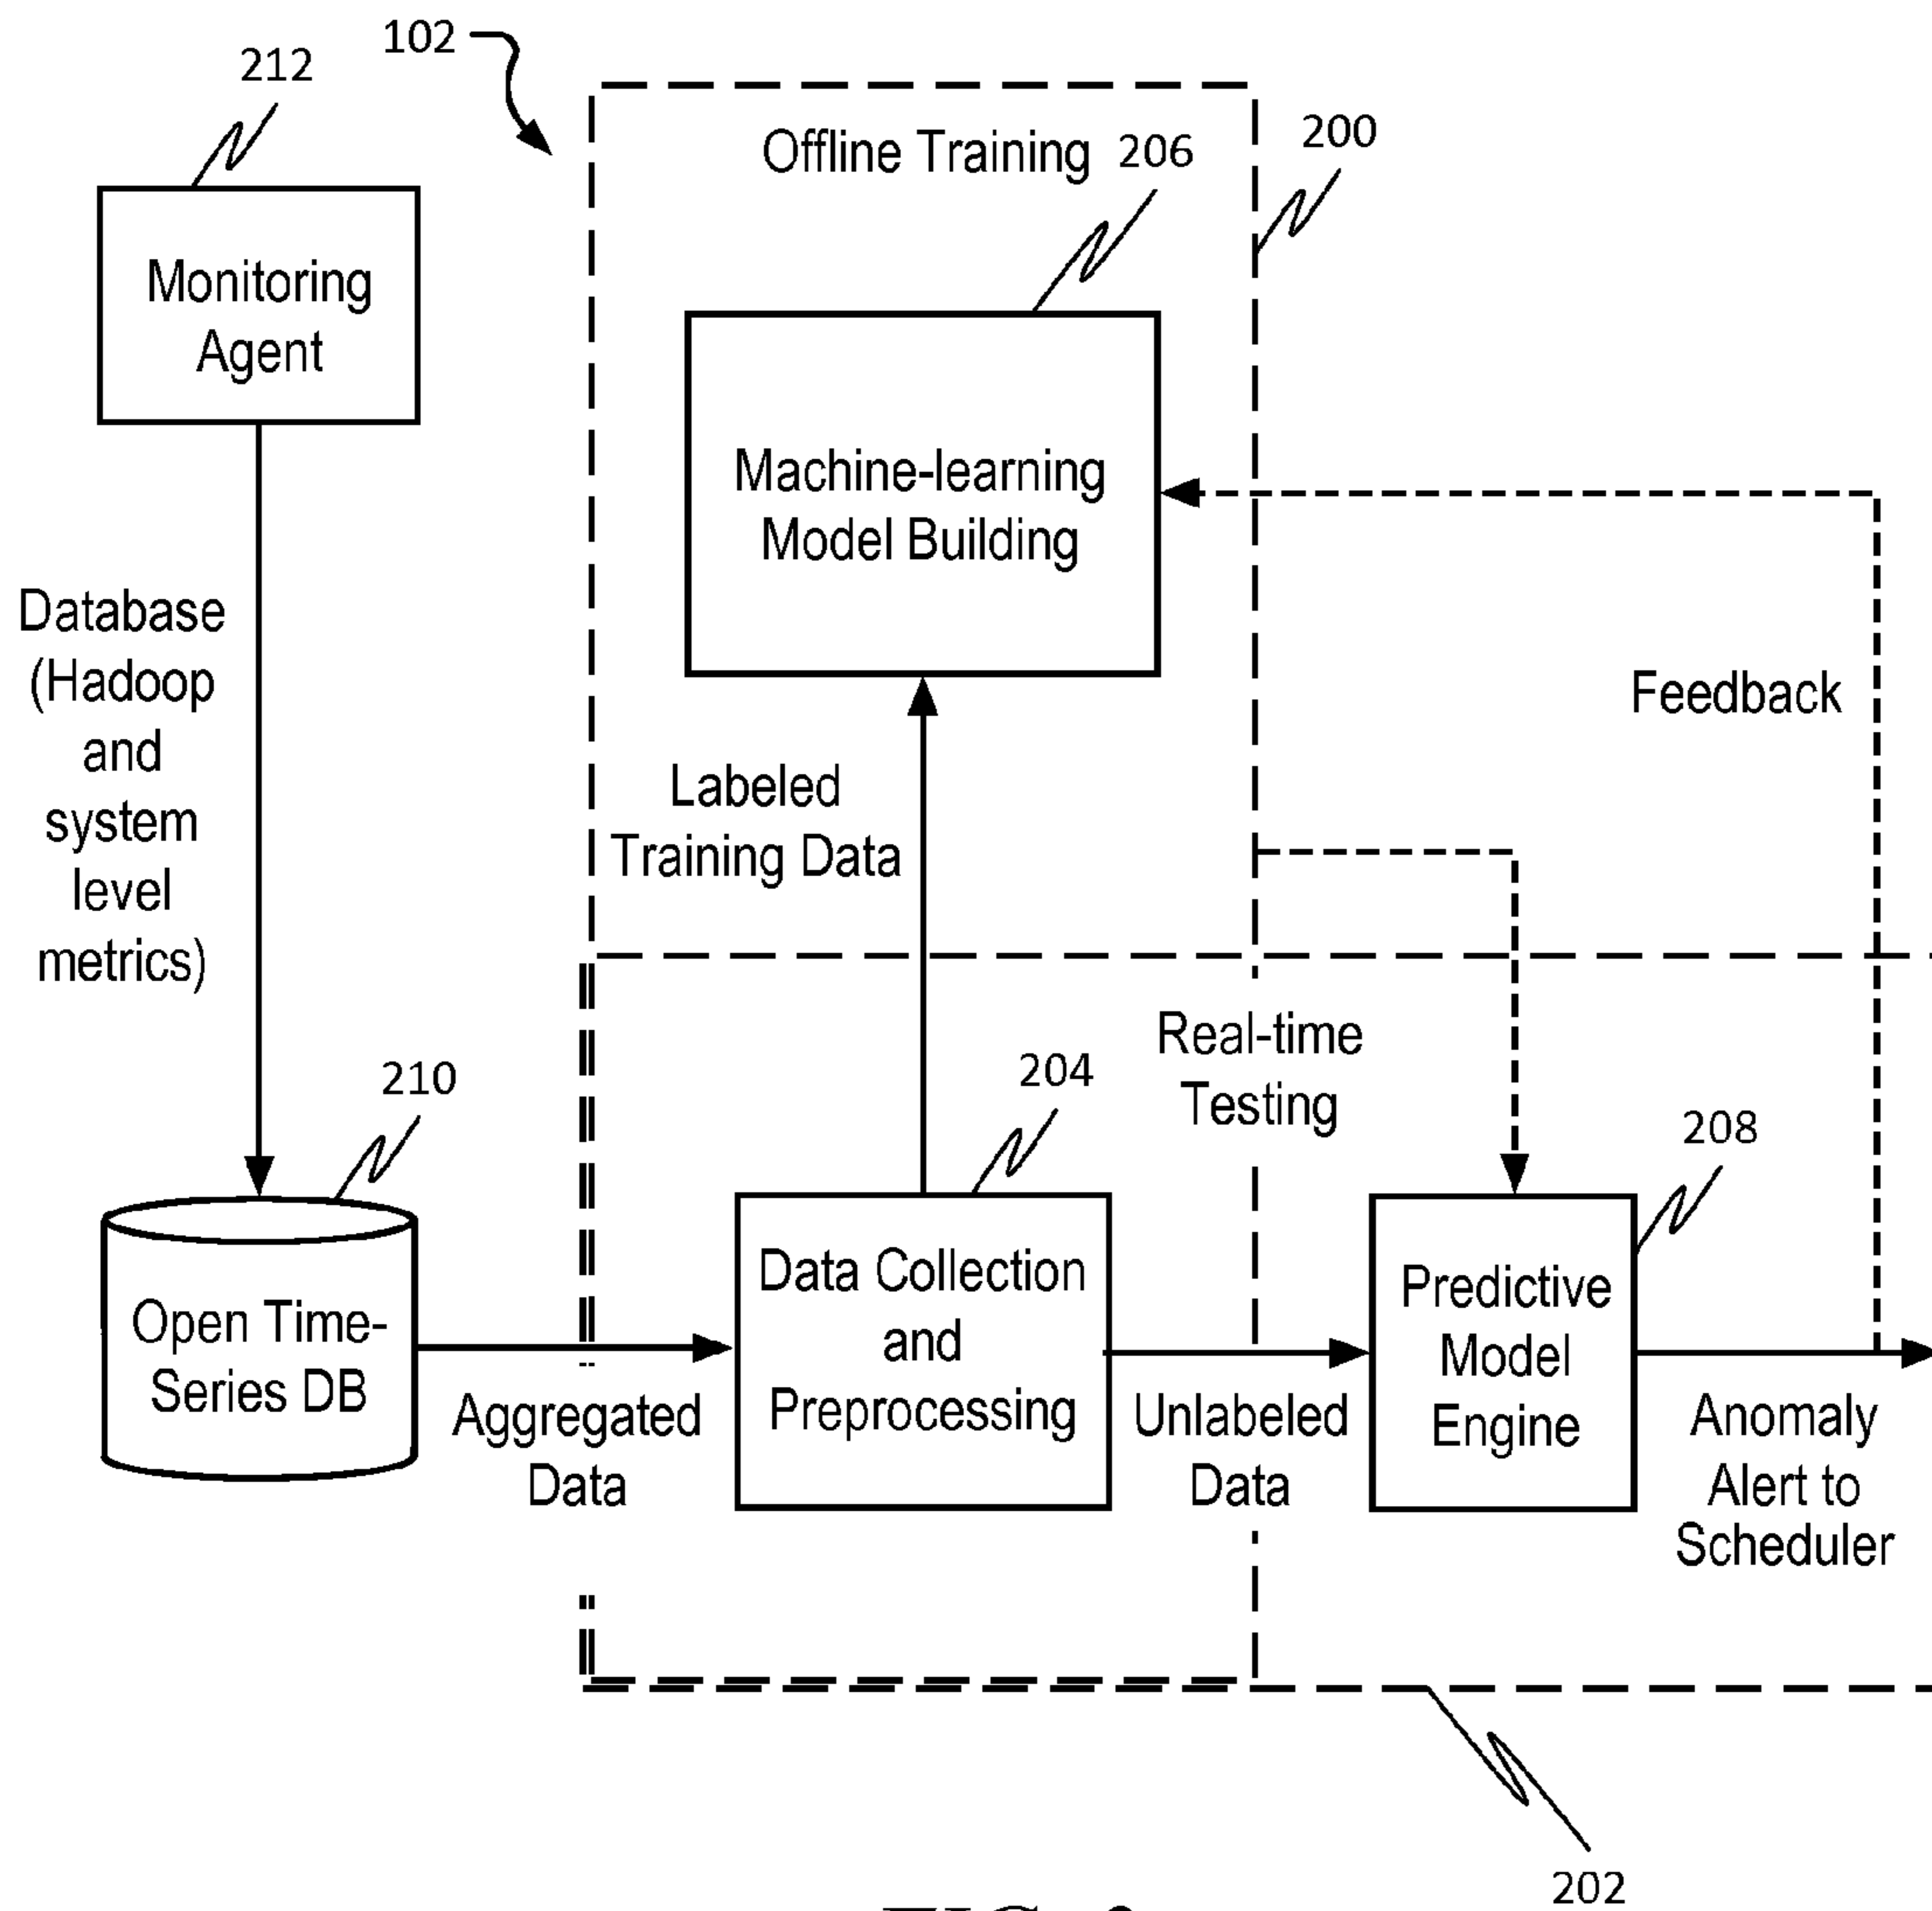 102
212
Offline Training
206
200
Monitoring
Agent
Machine-learning
Model Building
Database
(Hadoop
and
system
level
metrics)
Feedback
Labeled
Training Data
Real-time
Testing
210
204
208
Open Time-
Series DB
Aggregated
Data
Data Collection
and
Preprocessing
Unlabeled
Data
Predictive
Model
Engine
Anomaly
Alert to
Scheduler
202